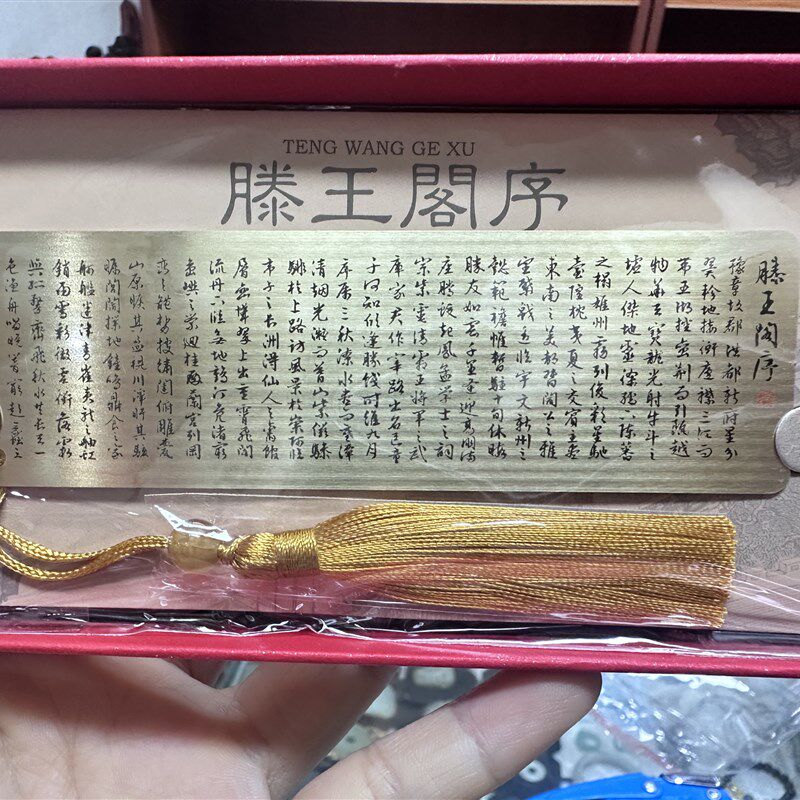 TENG WANG GE XU
滕王閣序
滕王閣序
豫章故郡洪都新府星分
翼軫地接衡廬襟三江而
帶五湖控蠻荆而引甌越
物華天寶龍光射牛斗之
墟人傑地靈徐孺下陳蕃
之榻雄州霧列俊彩星馳
臺隍枕夷夏之交賓主盡
東南之美都督閻公之雅
望棨戟遙臨宇文新州之
懿範襜帷暫駐十旬休暇
勝友如雲千里逢迎高朋滿
座騰蛟起鳳孟學士之詞
宗紫電清霜王將軍之武
庫家君作宰路出名區童
子何知躬逢勝餞時維九月
序屬三秋潦水盡而寒潭
清烟光凝而暮山紫儼驂
騑於上路訪風景於崇阿臨
帝子之長洲得仙人之舊館
層巒聳翠上出重霄飛閣
流丹下臨無地鶴汀鳧渚窮
島嶼之縈迴桂殿蘭宮列岡
巒之體勢披繡闥俯雕甍
山原曠其盈視川澤盱其駭
矚閭閻撲地鐘鳴鼎食之家
舸艦迷津青雀黃龍之舳虹
銷雨霽彩徹雲衢落霞
與孤鶩齊飛秋水共長天一
色漁舟唱晚響窮彭蠡之